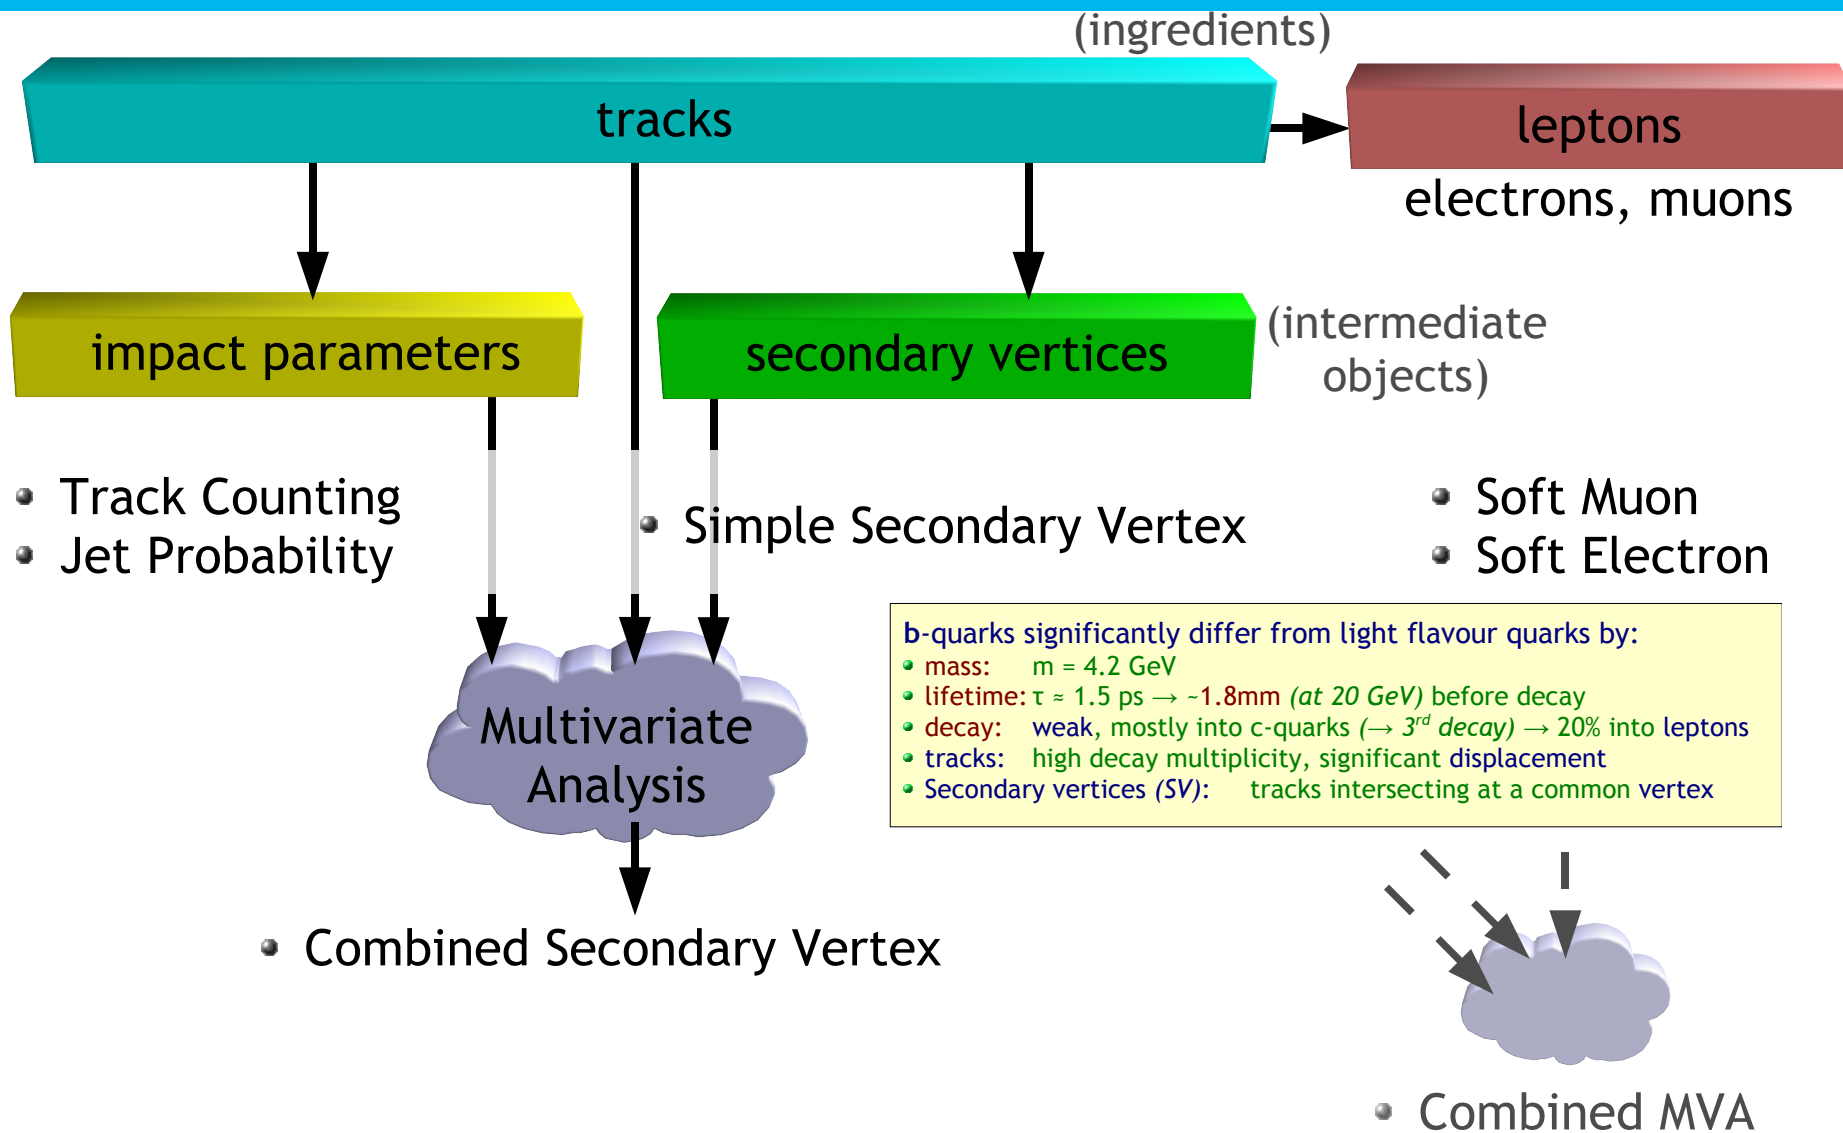 (ingredients)
tracks
leptons
electrons, muons
impact parameters
secondary vertices
(intermediate
objects)
Track Counting
Jet Probability
Simple Secondary Vertex
Soft Muon
Soft Electron
b-quarks significantly differ from light flavour quarks by:
mass: m = 4.2 GeV
lifetime: τ ≈ 1.5 ps → ~1.8mm (at 20 GeV) before decay
decay: weak, mostly into c-quarks (→ 3rd decay) → 20% into leptons
tracks: high decay multiplicity, significant displacement
Secondary vertices (SV): tracks intersecting at a common vertex
Multivariate
Analysis
Combined Secondary Vertex
Combined MVA